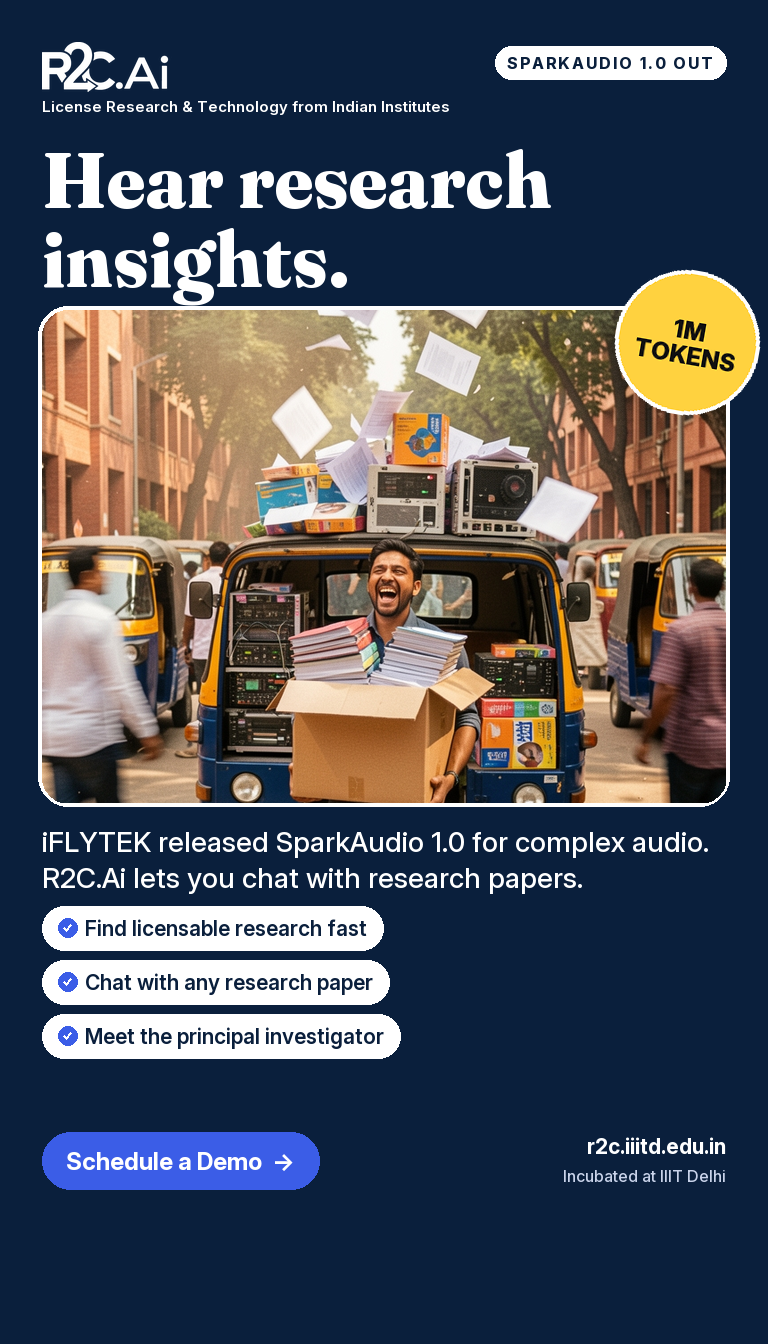 R2C.Ai
SPARKAUDIO 1.0 OUT
License Research & Technology from Indian Institutes
Hear research
insights.
1M
TOKENS
iFLYTEK released SparkAudio 1.0 for complex audio.
R2C.Ai lets you chat with research papers.
Find licensable research fast
Chat with any research paper
Meet the principal investigator
Schedule a Demo →
r2c.iiitd.edu.in
Incubated at IIIT Delhi